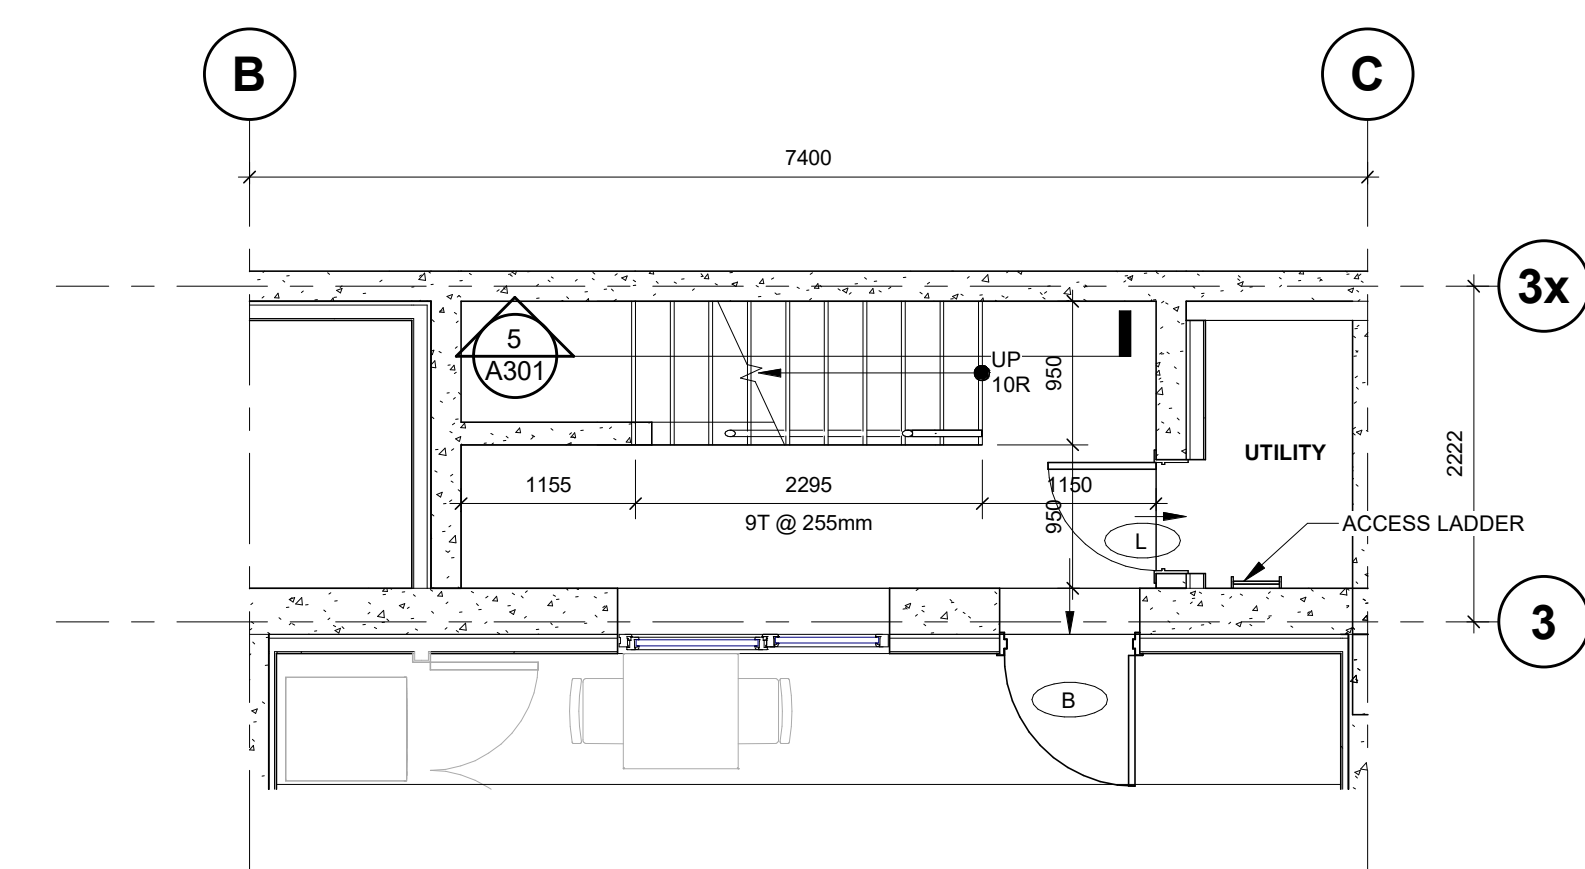 B
C
7400
3x
5
A301
UP
10R
950
2222
UTILITY
1155
2295
1150
9T @ 255mm
950
ACCESS LADDER
L
3
B